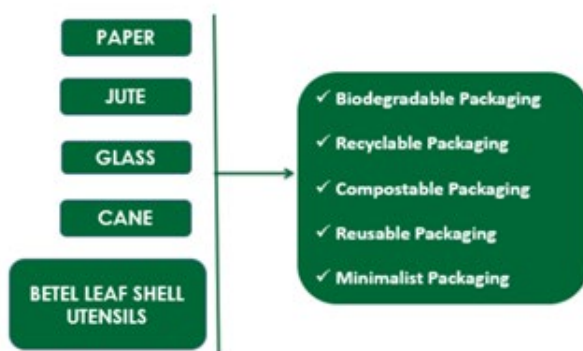 PAPER
JUTE
GLASS
CANE
BETEL LEAF SHELL
UTENSILS
✓ Biodegradable Packaging
✓ Recyclable Packaging
✓ Compostable Packaging
✓ Reusable Packaging
✓ Minimalist Packaging